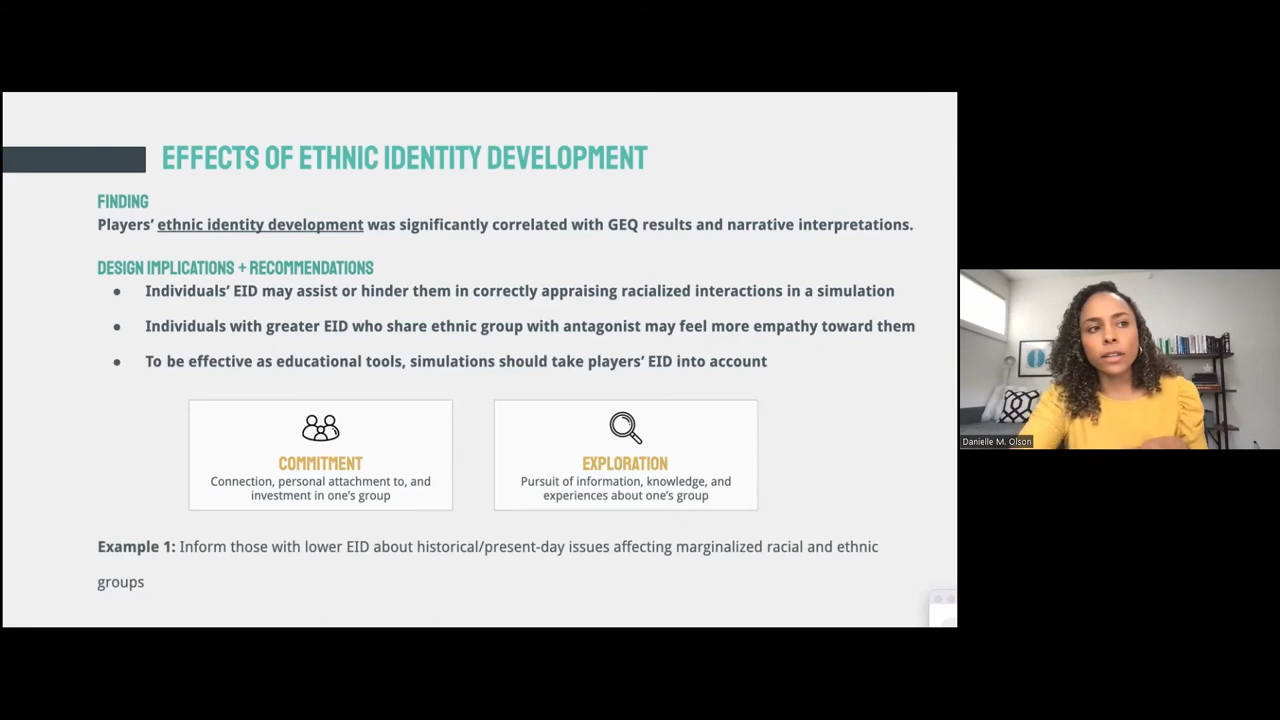 EFFECTS OF ETHNIC IDENTITY DEVELOPMENT
FINDING
Players’ ethnic identity development was significantly correlated with GEQ results and narrative interpretations.
DESIGN IMPLICATIONS + RECOMMENDATIONS
● Individuals’ EID may assist or hinder them in correctly appraising racialized interactions in a simulation
● Individuals with greater EID who share ethnic group with antagonist may feel more empathy toward them
● To be effective as educational tools, simulations should take players’ EID into account
COMMITMENT
Connection, personal attachment to, and
investment in one’s group
EXPLORATION
Pursuit of information, knowledge, and
experiences about one’s group
Example 1: Inform those with lower EID about historical/present-day issues affecting marginalized racial and ethnic
groups
Danielle M. Olson